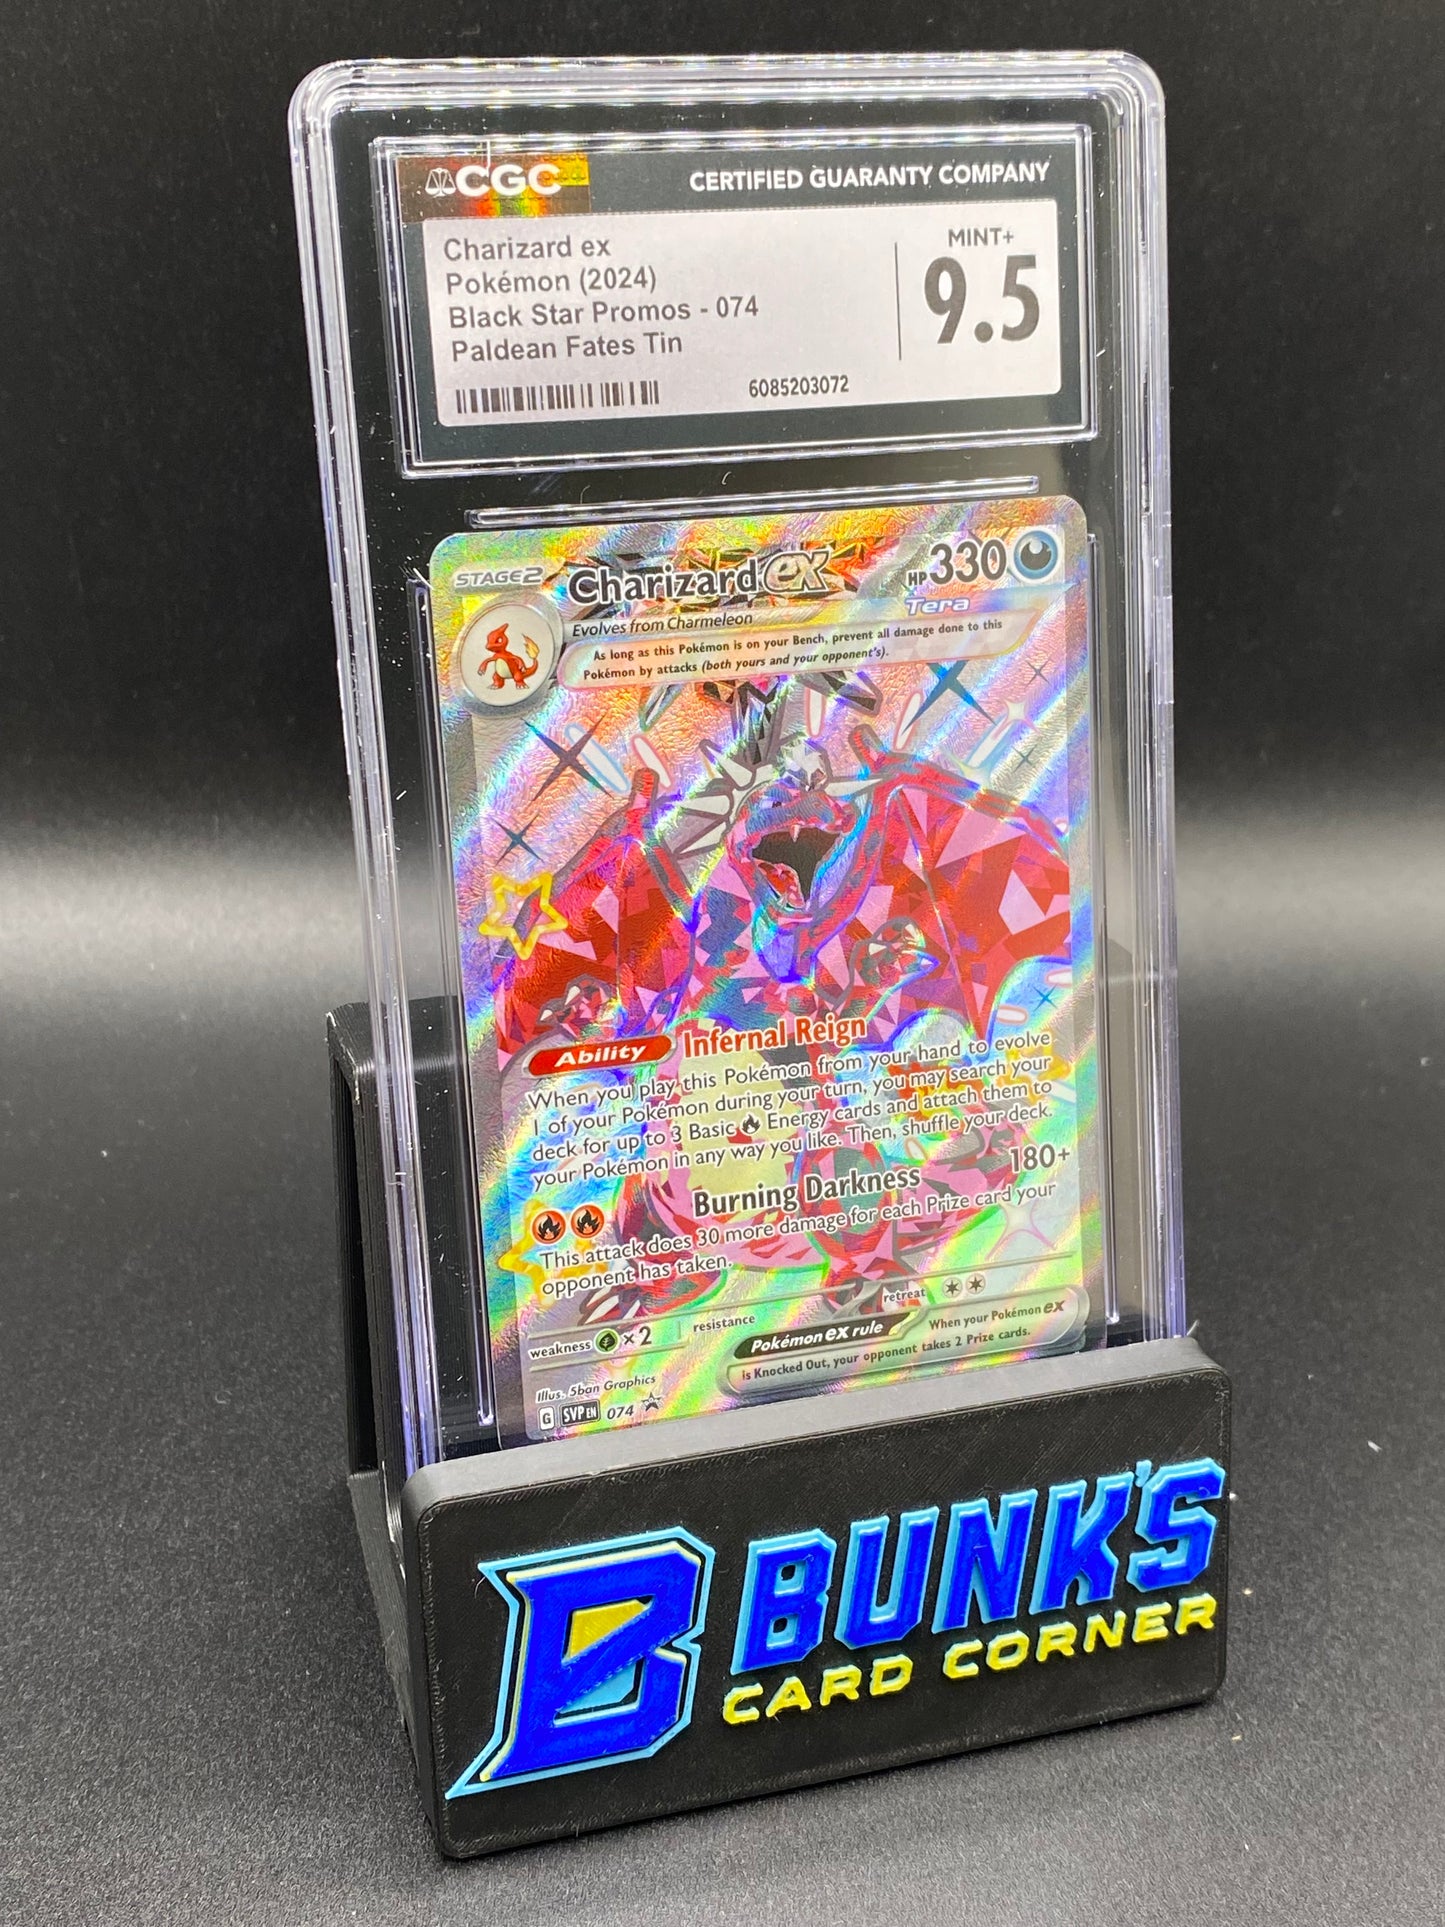 CGC
CERTIFIED GUARANTY COMPANY
Charizard ex
Pokémon (2024)
Black Star Promos - 074
Paldean Fates Tin
6085203072
MINT+
9.5
STAGE2
Charizard ex
HP 330
Tera
Evolves from Charmeleon
As long as this Pokémon is on your Bench, prevent all damage done to this
Pokémon by attacks (both yours and your opponent's).
Ability Infernal Reign
When you play this Pokémon from your hand to evolve
1 of your Pokémon during your turn, you may search your
deck for up to 3 Basic Energy cards and attach them to
your Pokémon in any way you like. Then, shuffle your deck.
Burning Darkness 180+
This attack does 30 more damage for each Prize card your
opponent has taken.
weakness ×2 resistance retreat
Pokémon ex rule When your Pokémon ex
is Knocked Out, your opponent takes 2 Prize cards.
Illus. 5ban Graphics
G SVP EN 074
B BUNK'S
CARD CORNER